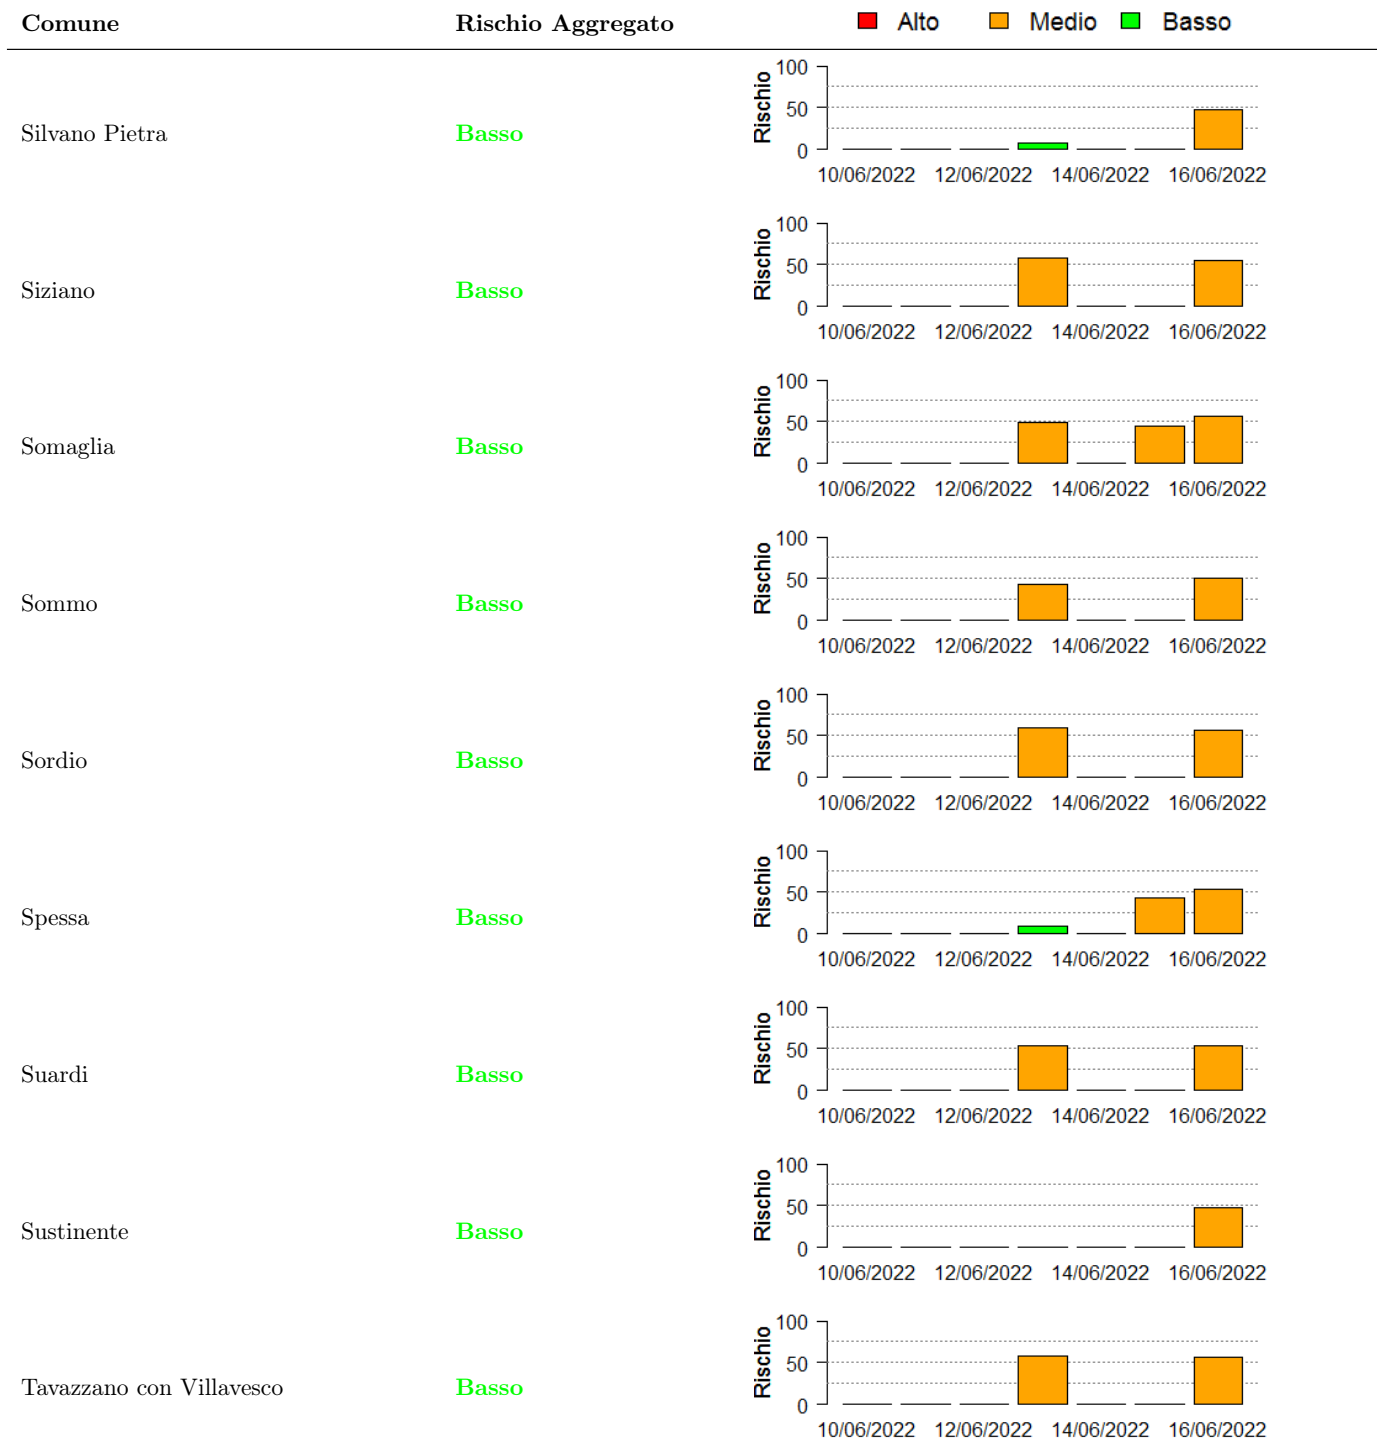 Comune Rischio Aggregato Alto Medio Basso
100
50
0
Rischio
Silvano Pietra Basso
10/06/2022 12/06/2022 14/06/2022 16/06/2022
100
50
0
Rischio
Siziano Basso
10/06/2022 12/06/2022 14/06/2022 16/06/2022
100
50
0
Rischio
Somaglia Basso
10/06/2022 12/06/2022 14/06/2022 16/06/2022
100
50
0
Rischio
Sommo Basso
10/06/2022 12/06/2022 14/06/2022 16/06/2022
100
50
0
Rischio
Sordio Basso
10/06/2022 12/06/2022 14/06/2022 16/06/2022
100
50
0
Rischio
Spessa Basso
10/06/2022 12/06/2022 14/06/2022 16/06/2022
100
50
0
Rischio
Suardi Basso
10/06/2022 12/06/2022 14/06/2022 16/06/2022
100
50
0
Rischio
Sustinente Basso
10/06/2022 12/06/2022 14/06/2022 16/06/2022
100
50
0
Rischio
Tavazzano con Villavesco Basso
10/06/2022 12/06/2022 14/06/2022 16/06/2022